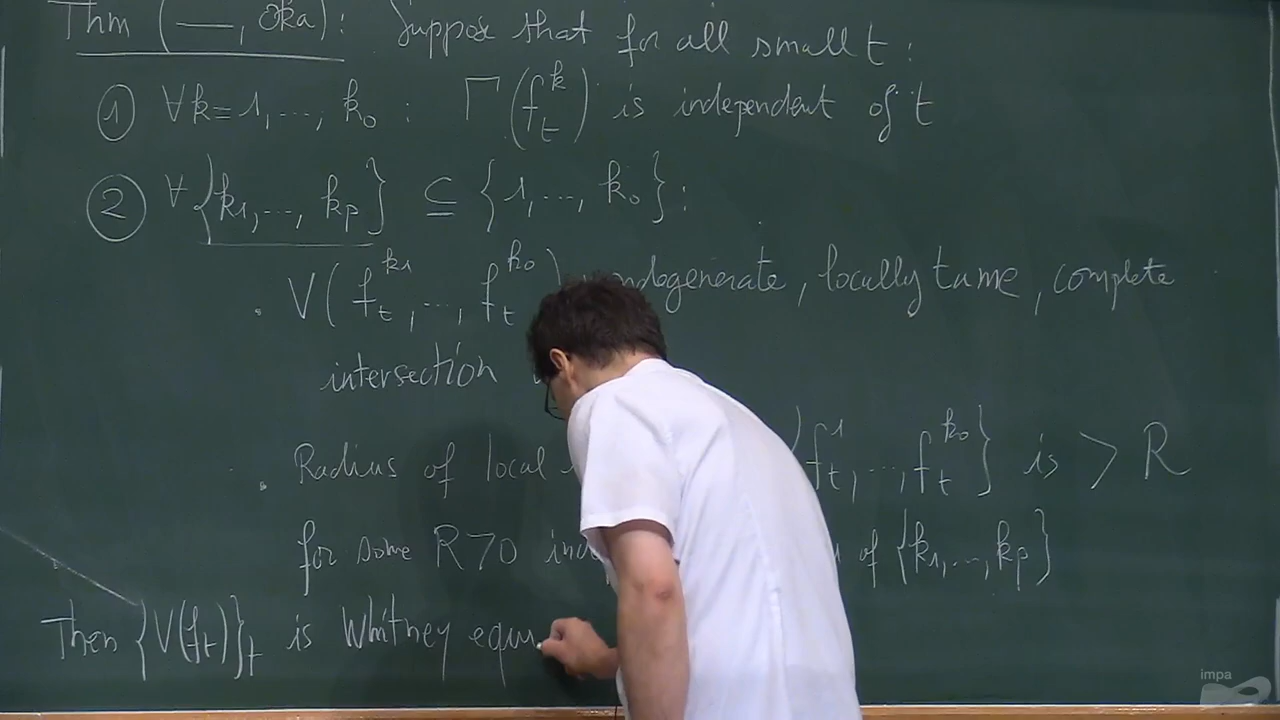 Thm (—, Oka): Suppose that for all small t:
① ∀k=1,...,k₀ : Γ(f_t^k) is independent of t
② ∀{k₁,...,k_p} ⊆ {1,...,k₀}:
• V(f_t^{k₁},...,f_t^{k₀}) , locally tame, complete
intersection
• Radius of local {f_t^1,...,f_t^{k₀}} is > R
for some R>0 of {k₁,...,k_p}
Then {V(f_t)}_t is Whitney equi
impa